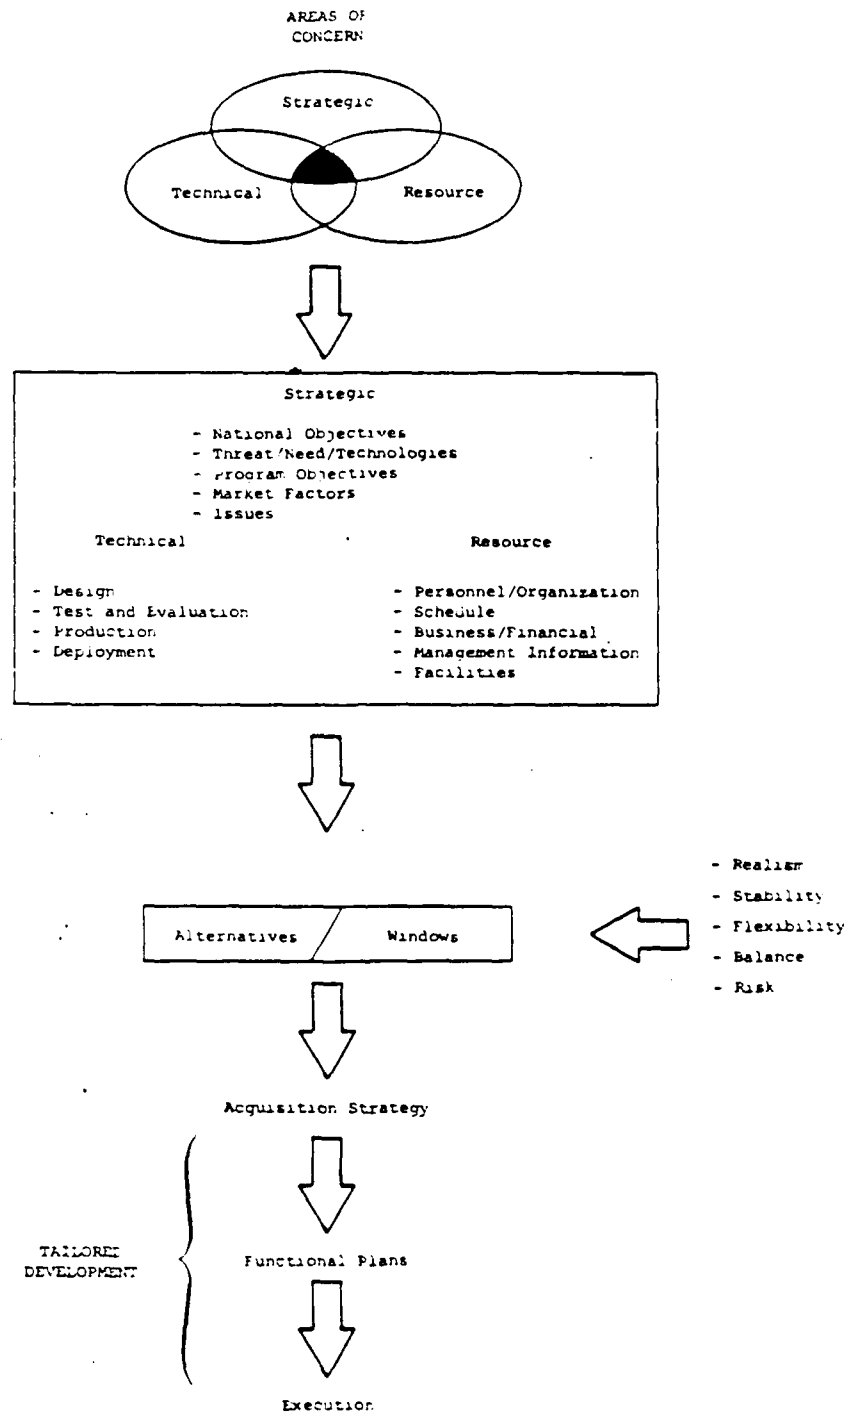 AREAS OF
CONCERN
Strategic
Technical
Resource
Strategic
- National Objectives
- Threat/Need/Technologies
- Program Objectives
- Market Factors
- Issues
Technical
- Design
- Test and Evaluation
- Production
- Deployment
Resource
- Personnel/Organization
- Schedule
- Business/Financial
- Management Information
- Facilities
Alternatives / Windows
- Realism
- Stability
- Flexibility
- Balance
- Risk
Acquisition Strategy
TAILORED
DEVELOPMENT
Functional Plans
Execution